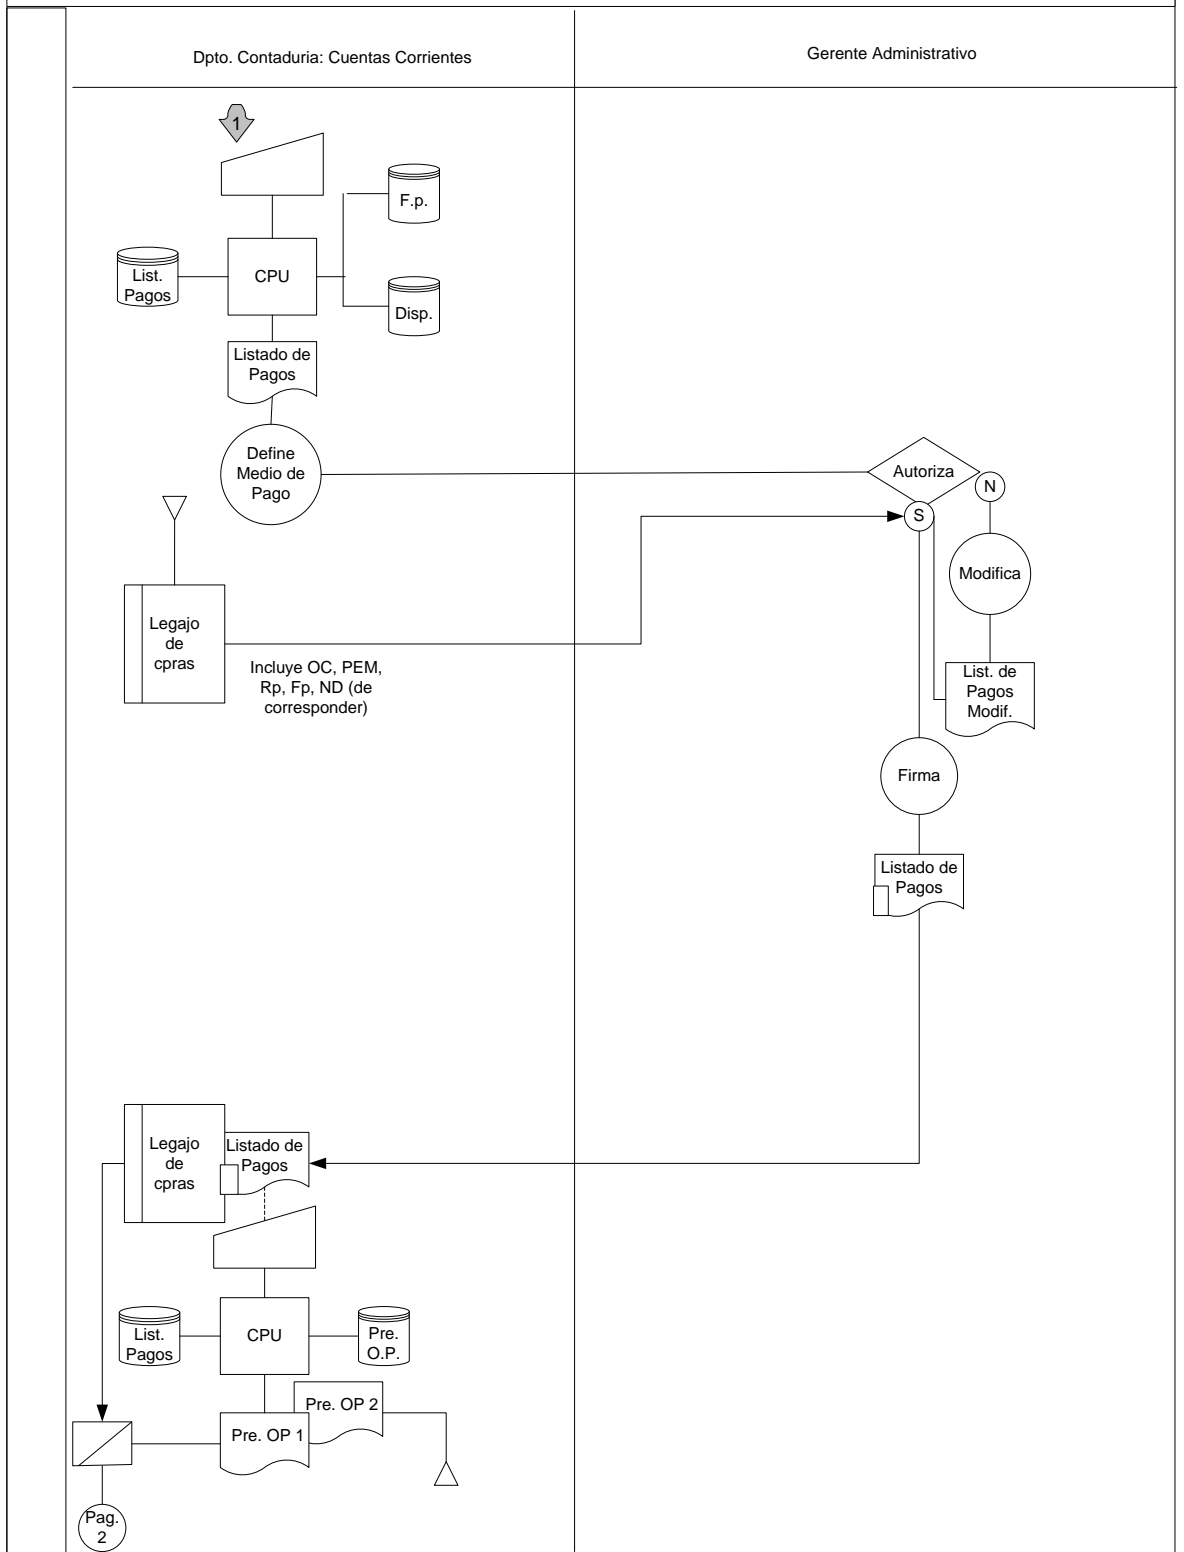 Dpto. Contaduria: Cuentas Corrientes
Gerente Administrativo
1
F.p.
List.
Pagos
CPU
Disp.
Listado de
Pagos
Define
Medio de
Pago
Autoriza
N
S
Modifica
Legajo
de
cpras
Incluye OC, PEM,
Rp, Fp, ND (de
corresponder)
List. de
Pagos
Modif.
Firma
Listado de
Pagos
Legajo
de
cpras
Listado de
Pagos
List.
Pagos
CPU
Pre.
O.P.
Pre. OP 2
Pre. OP 1
Pag.
2